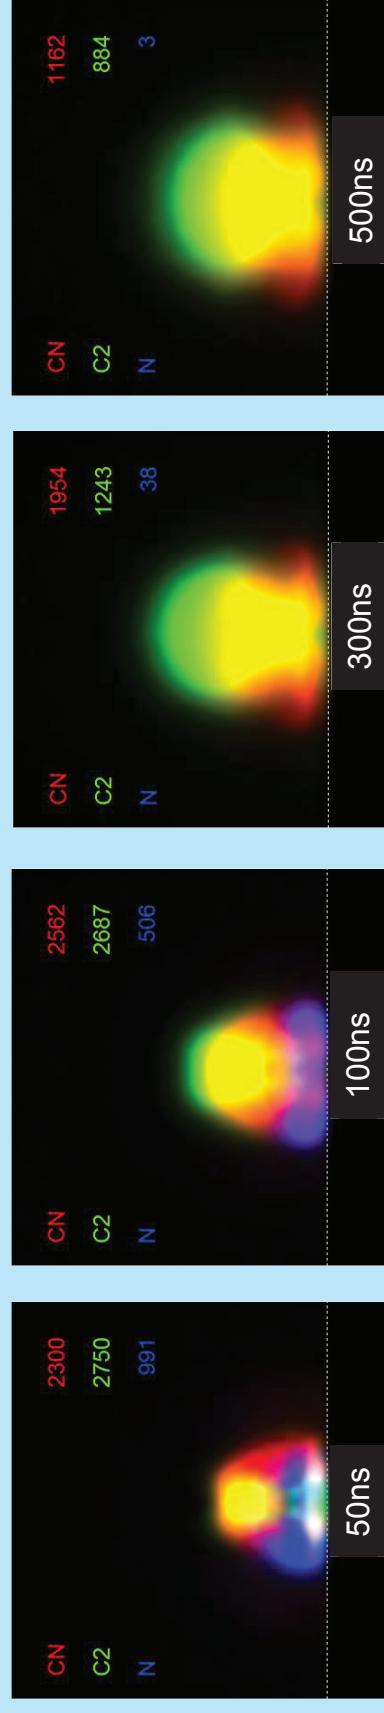 CN 2300
C2 2750
N 991
50ns
CN 2562
C2 2687
N 506
100ns
CN 1954
C2 1243
N 38
300ns
CN 1162
C2 884
N 3
500ns